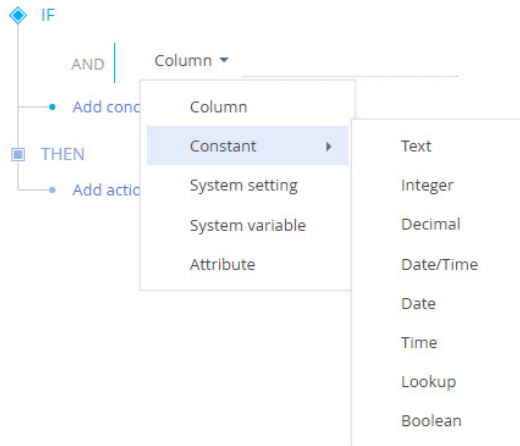 IF
AND Column
Add cond
Column
Constant
System setting
System variable
Attribute
THEN
Add actio
Text
Integer
Decimal
Date/Time
Date
Time
Lookup
Boolean